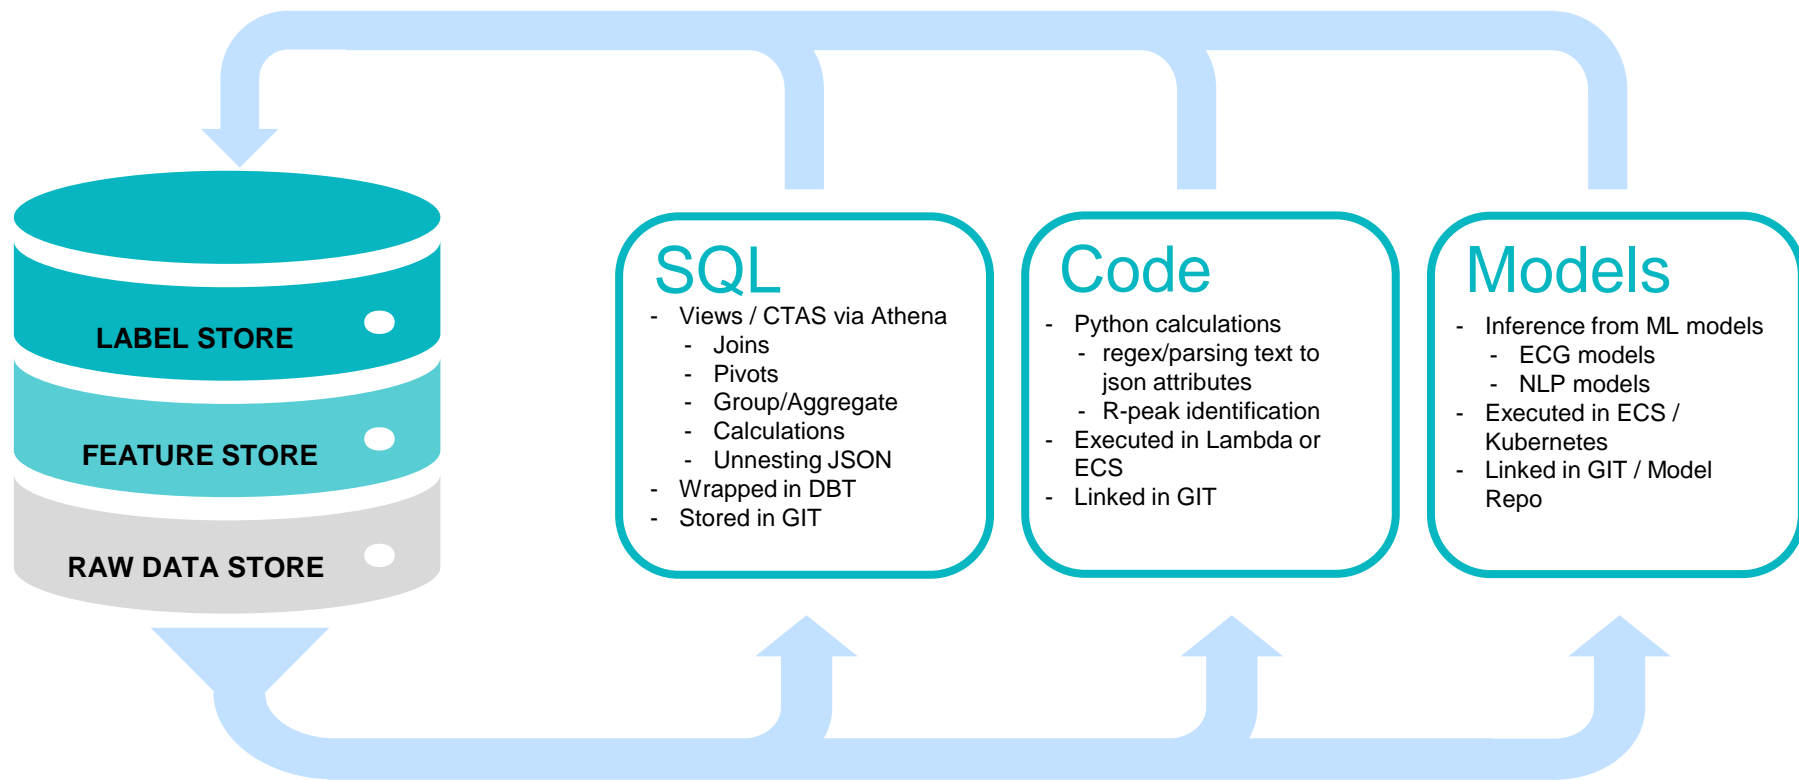 LABEL STORE
FEATURE STORE
RAW DATA STORE
SQL
- Views / CTAS via Athena
- Joins
- Pivots
- Group/Aggregate
- Calculations
- Unnesting JSON
- Wrapped in DBT
- Stored in GIT
Code
- Python calculations
- regex/parsing text to
json attributes
- R-peak identification
- Executed in Lambda or
ECS
- Linked in GIT
Models
- Inference from ML models
- ECG models
- NLP models
- Executed in ECS /
Kubernetes
- Linked in GIT / Model
Repo